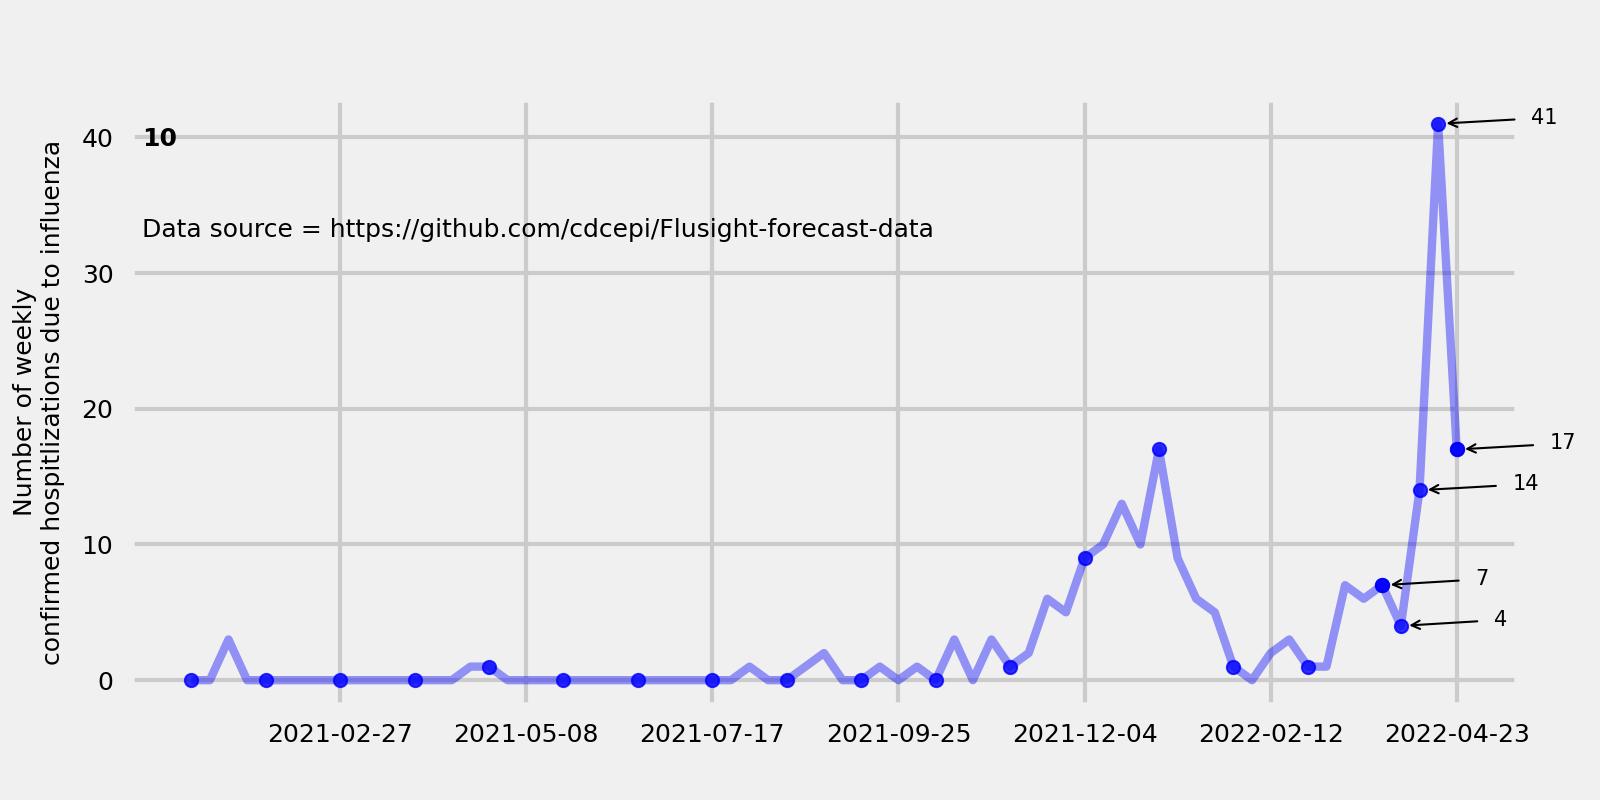 Number of weekly
confirmed hospitlizations due to influenza
40
30
20
10
0
10
Data source = https://github.com/cdcepi/Flusight-forecast-data
41
17
14
7
4
2021-02-27 2021-05-08 2021-07-17 2021-09-25 2021-12-04 2022-02-12 2022-04-23